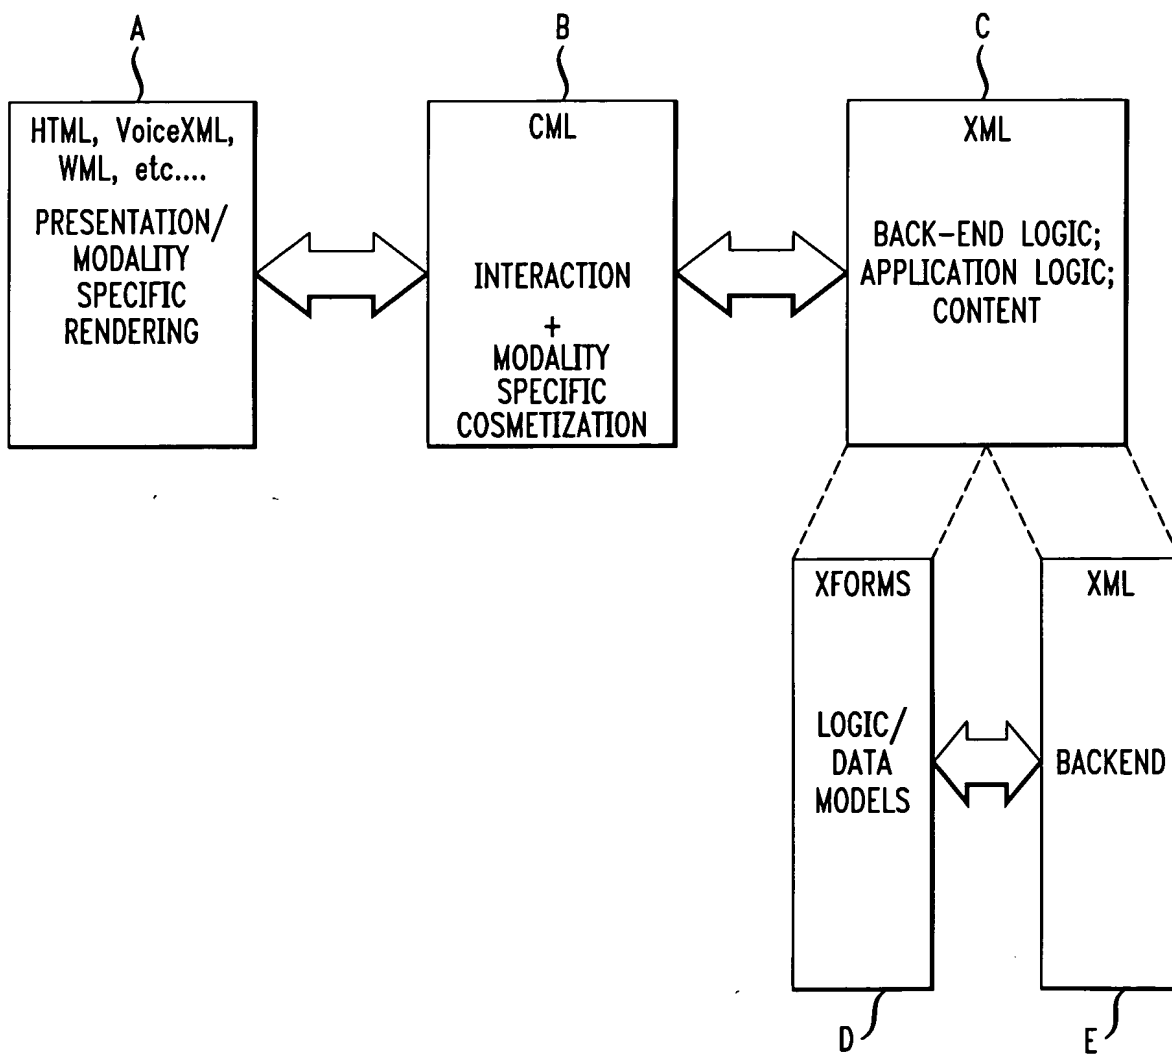 A
B
C
HTML, VoiceXML,
WML, etc....
PRESENTATION/
MODALITY
SPECIFIC
RENDERING
CML
INTERACTION
+
MODALITY
SPECIFIC
COSMETIZATION
XML
BACK-END LOGIC;
APPLICATION LOGIC;
CONTENT
XFORMS
LOGIC/
DATA
MODELS
XML
BACKEND
D
E